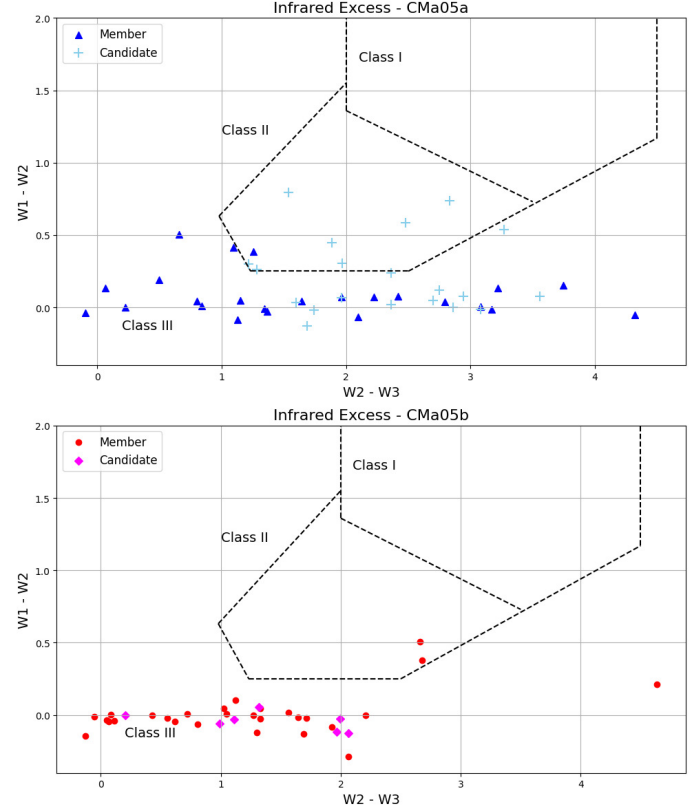 Infrared Excess - CMa05a
2.0
Member
Candidate
Class I
1.5
Class II
W1 - W2
1.0
0.5
0.0
Class III
0 1 2 3 4
W2 - W3
Infrared Excess - CMa05b
2.0
Member
Candidate
Class I
1.5
Class II
W1 - W2
1.0
0.5
0.0
Class III
0 1 2 3 4
W2 - W3